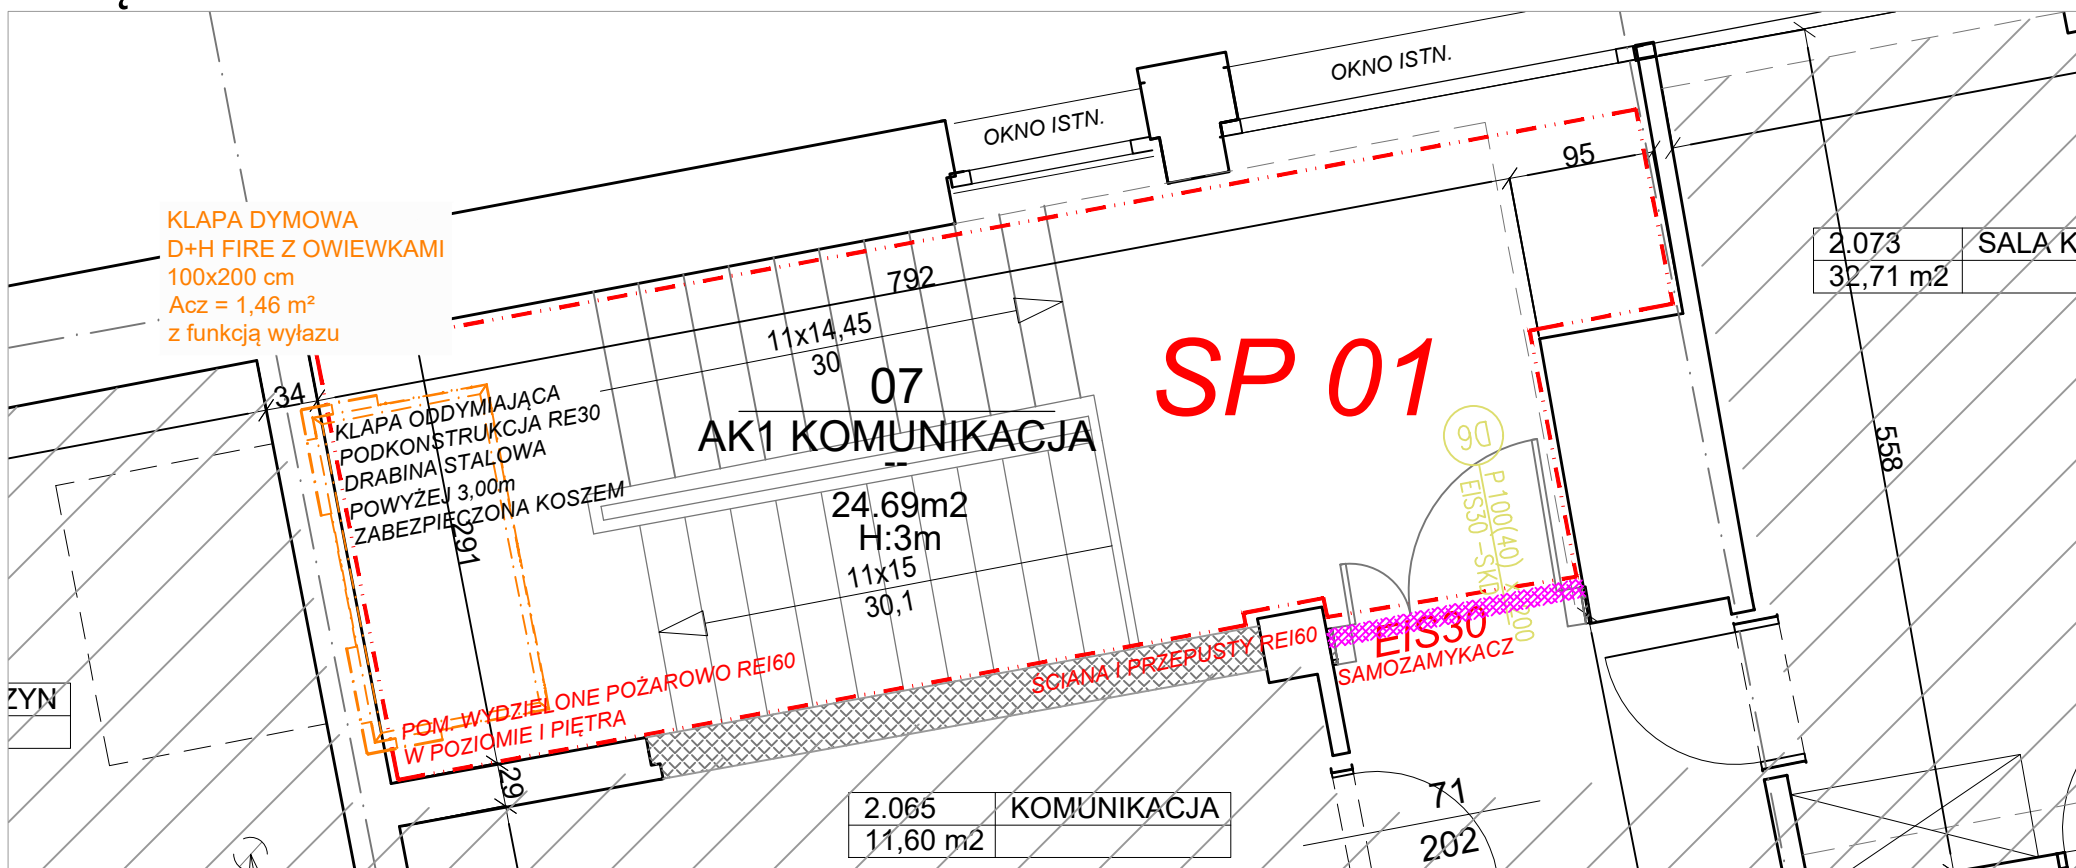 OKNO ISTN.
OKNO ISTN.
95
KLAPA DYMOWA
D+H FIRE Z OWIEWKAMI
100x200 cm
Acz = 1,46 m²
z funkcją wyłazu
2.073 SALA K
32,71 m2
792
11x14,45
30
SP 01
07
AK1 KOMUNIKACJA
--
24.69m2
H:3m
11x15
30,1
34
KLAPA ODDYMIAJĄCA
PODKONSTRUKCJA RE30
DRABINA STALOWA
POWYŻEJ 3,00m
ZABEZPIECZONA KOSZEM
291
558
P100(40)
EIS30
EIS30
SAMOZAMYKACZ
ŚCIANA I PRZEPUSTY REI60
POM. WYDZIELONE POŻAROWO REI60
W POZIOMIE I PIĘTRA
ZYN
29
2.065 KOMUNIKACJA
11,60 m2
71
202